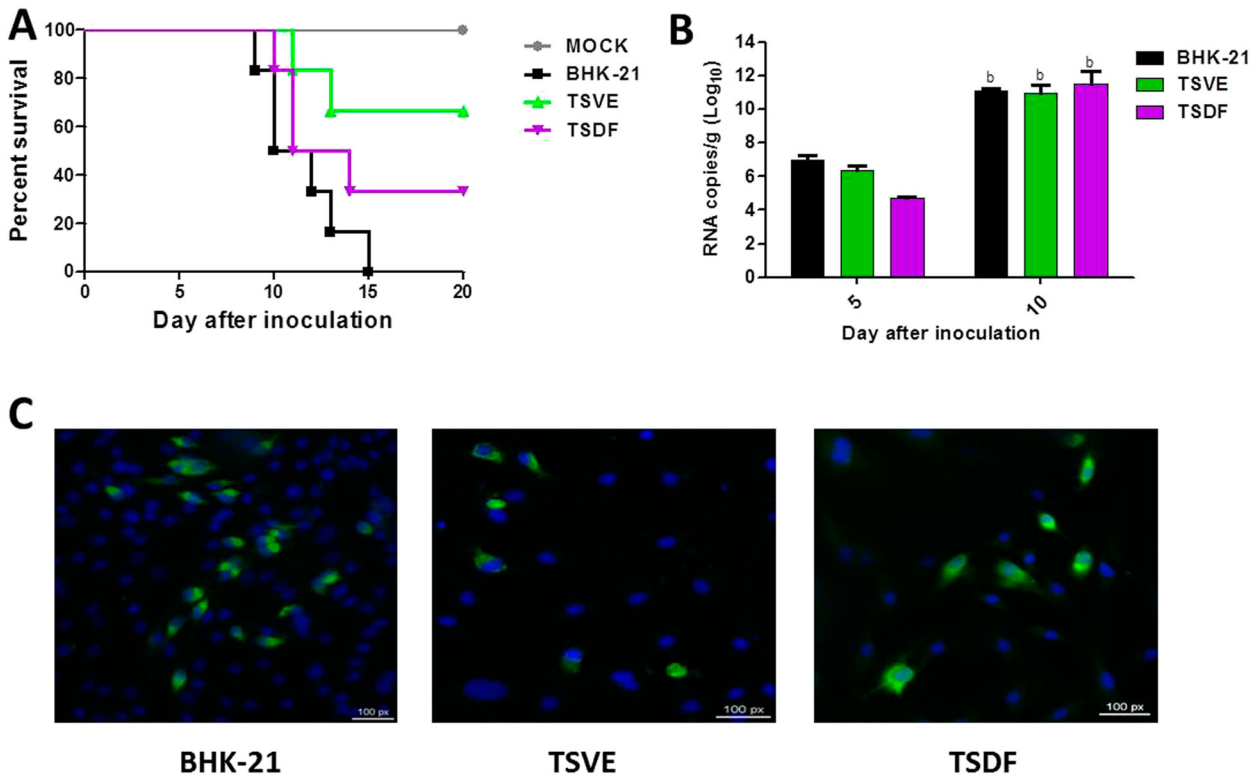 A
100
80
60
40
20
0
Percent survival
0 5 10 15 20
Day after inoculation
MOCK
BHK-21
TSVE
TSDF
B
14
12
10
8
6
4
2
0
RNA copies/g (Log10)
b b b
5 10
Day after inoculation
BHK-21
TSVE
TSDF
C
100 px
100 px
100 px
BHK-21 TSVE TSDF